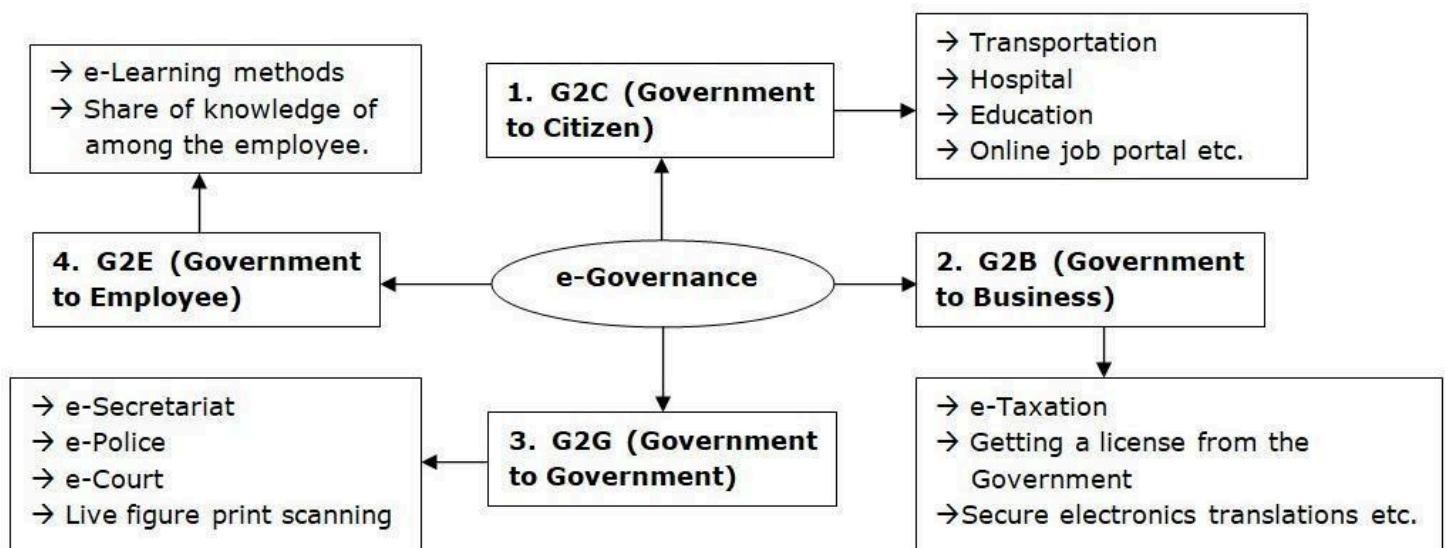 → e-Learning methods
→ Share of knowledge of
among the employee.
1. G2C (Government
to Citizen)
→ Transportation
→ Hospital
→ Education
→ Online job portal etc.
4. G2E (Government
to Employee)
e-Governance
2. G2B (Government
to Business)
→ e-Secretariat
→ e-Police
→ e-Court
→ Live figure print scanning
3. G2G (Government
to Government)
→ e-Taxation
→ Getting a license from the
Government
→Secure electronics translations etc.